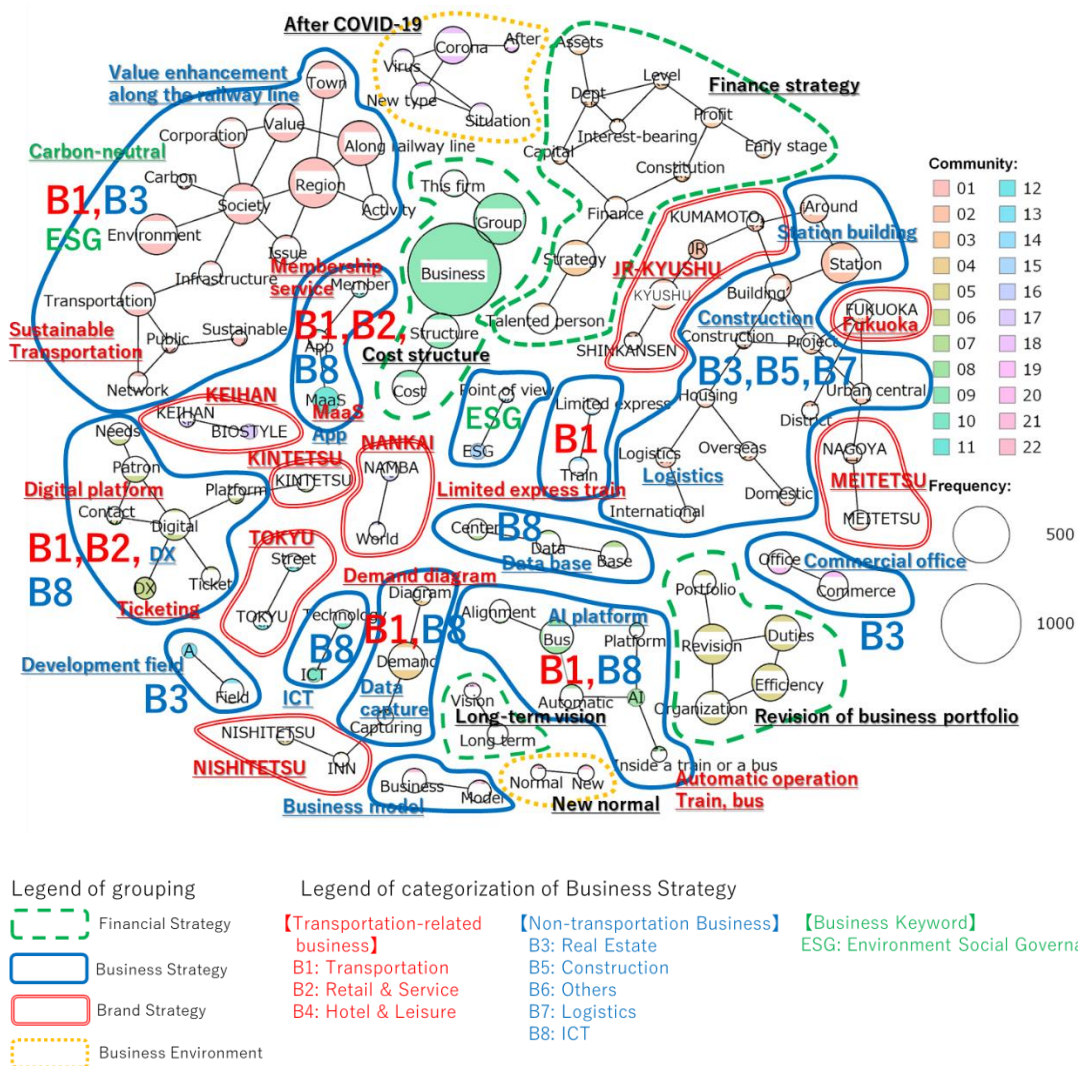 After COVID-19
Corona
After
Virus
New type
Situation
Value enhancement
along the railway line
Town
Value
Corporation
Along railway line
Carbon-neutral
Carbon
Region
Society
Activity
B1,B3
ESG
Environment
Issue
Infrastructure
Transportation
Sustainable
Transportation
Public
Sustainable
Network
Assets
Level
Finance strategy
Dept
Profit
Interest-bearing
Early stage
Capital
Constitution
Finance
Strategy
Talented person
This firm
Group
Business
Structure
Cost structure
Cost
Membership
service
Member
B1,B2,
App
B8
MaaS
MaaS
App
KUMAMOTO
JR
JR-KYUSHU
KYUSHU
SHINKANSEN
Around
Station building
Station
Building
Construction
Construction
FUKUOKA
Fukuoka
Project
B3,B5,B7
Housing
Urban central
District
Logistics
Overseas
Logistics
Domestic
International
NAGOYA
MEITETSU
MEITETSU
Point of view
ESG
ESG
Limited express
B1
Train
Limited express train
KEIHAN
KEIHAN
BIOSTYLE
KINTETSU
KINTETSU
NANKAI
NAMBA
World
Needs
Patron
Digital platform
Platform
Contact
Digital
B1,B2,
DX
B8
DX
Ticket
Ticketing
TOKYU
Street
TOKYU
Center
B8
Data
Data base
Base
Office
Commercial office
Commerce
B3
Demand diagram
Diagram
Technology
B1,B8
B8
Demand
ICT
ICT
Data
capture
Capturing
Alignment
AI platform
Bus
Platform
B1,B8
Automatic
AI
Inside a train or a bus
Automatic operation
Train, bus
Portfolio
Revision
Duties
Efficiency
Organization
Revision of business portfolio
Development field
A
B3
Field
Vision
Long-term vision
Long term
NISHITETSU
INN
NISHITETSU
Business
Model
Business model
Normal
New
New normal
Community:
01
12
02
13
03
14
04
15
05
16
06
17
07
18
08
19
09
20
10
21
11
22
Frequency:
500
1000
Legend of grouping
Financial Strategy
Business Strategy
Brand Strategy
Business Environment
Legend of categorization of Business Strategy
【Transportation-related
business】
B1: Transportation
B2: Retail & Service
B4: Hotel & Leisure
【Non-transportation Business】
B3: Real Estate
B5: Construction
B6: Others
B7: Logistics
B8: ICT
【Business Keyword】
ESG: Environment Social Governa